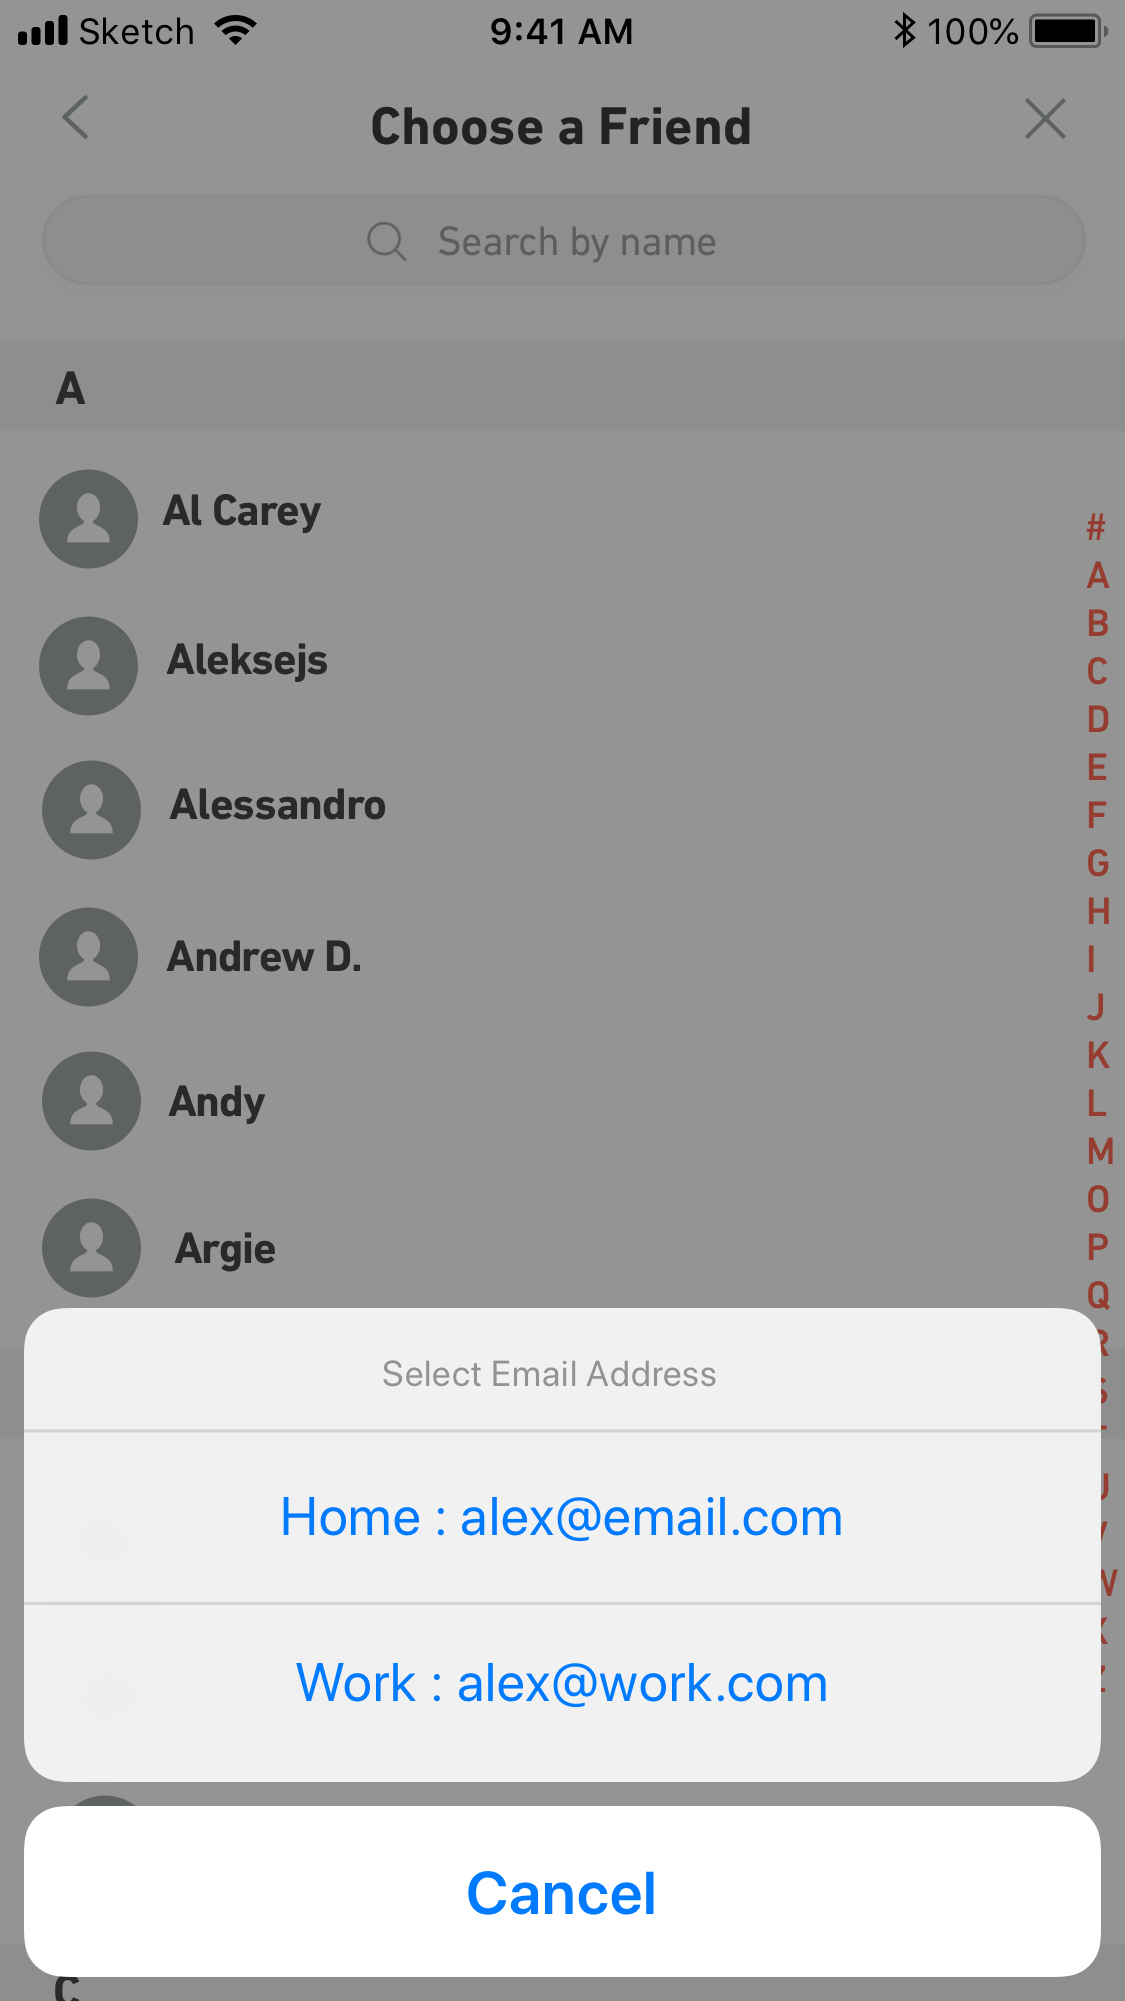 Sketch 9:41 AM 100%
Choose a Friend
Search by name
A
Al Carey
Aleksejs
Alessandro
Andrew D.
Andy
Argie
#
A
B
C
D
E
F
G
H
I
J
K
L
M
O
P
Q
R
S
U
V
W
X
Z
Select Email Address
Home : alex@email.com
Work : alex@work.com
Cancel
C